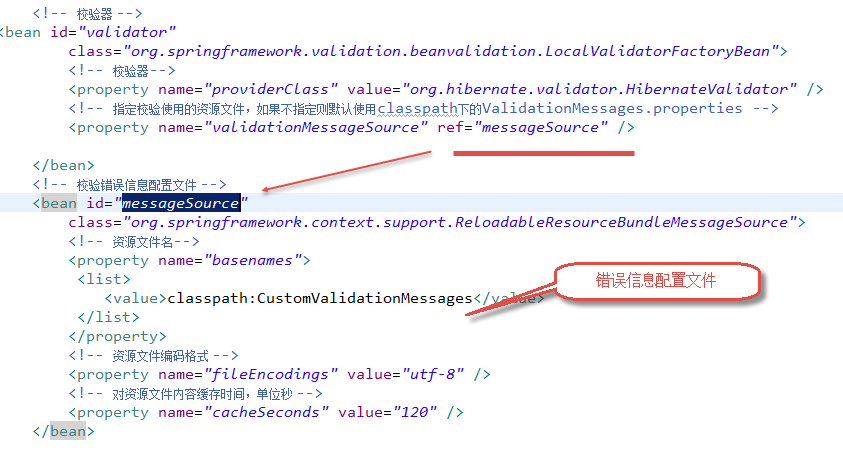 <!-- 校验器 -->
<bean id="validator"
class="org.springframework.validation.beanvalidation.LocalValidatorFactoryBean">
<!-- 校验器-->
<property name="providerClass" value="org.hibernate.validator.HibernateValidator" />
<!-- 指定校验使用的资源文件，如果不指定则默认使用classpath下的ValidationMessages.properties -->
<property name="validationMessageSource" ref="messageSource" />
</bean>
<!-- 校验错误信息配置文件 -->
<bean id="messageSource"
class="org.springframework.context.support.ReloadableResourceBundleMessageSource">
<!-- 资源文件名-->
<property name="basenames">
<list>
错误信息配置文件
<value>classpath:CustomValidationMessages</value>
</list>
</property>
<!-- 资源文件编码格式 -->
<property name="fileEncodings" value="utf-8" />
<!-- 对资源文件内容缓存时间，单位秒 -->
<property name="cacheSeconds" value="120" />
</bean>